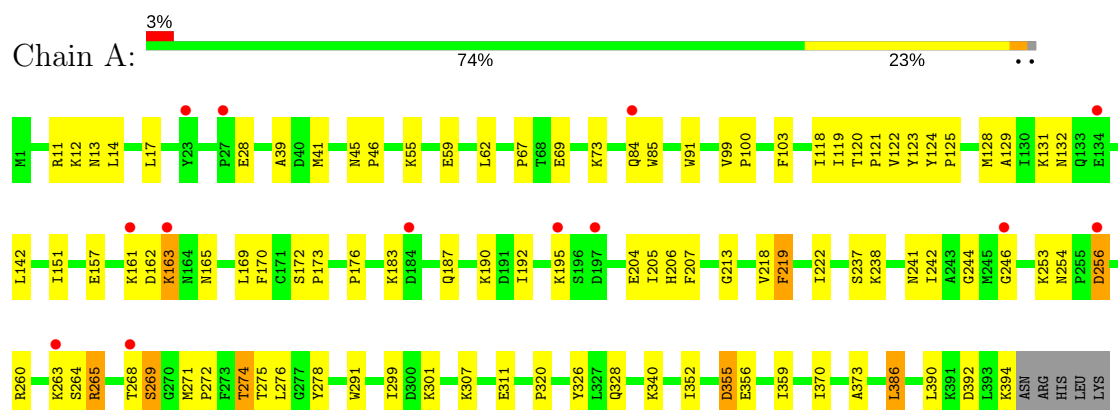 3%
Chain A:
74% 23% • •
M1 R11 K12 N13 L14 L17 Y23 P27 E28 A39 D40 M41 N45 P46 K55 E59 L62 P67 T68 E69 K73 Q84 W85 W91 V99 P100 F103 I118 I119 T120 P121 V122 Y123 Y124 P125 M128 A129 I130 K131 N132 Q133 E134
L142 I151 E157 K161 D162 K163 N164 N165 L169 F170 C171 S172 P173 P176 K183 D184 Q187 K190 D191 I192 K195 S196 D197 E204 I205 H206 F207 G213 V218 F219 I222 S237 K238 N241 I242 A243 G244 M245 G246 K253 N254 P255 D256
R260 K263 S264 R265 T268 S269 G270 M271 P272 F273 T274 T275 L276 G277 Y278 W291 I299 D300 K301 K307 E311 P320 Y326 L327 Q328 K340 I352 D355 E356 I359 I370 A373 L386 L390 K391 D392 L393 K394 ASN ARG HIS LEU LYS